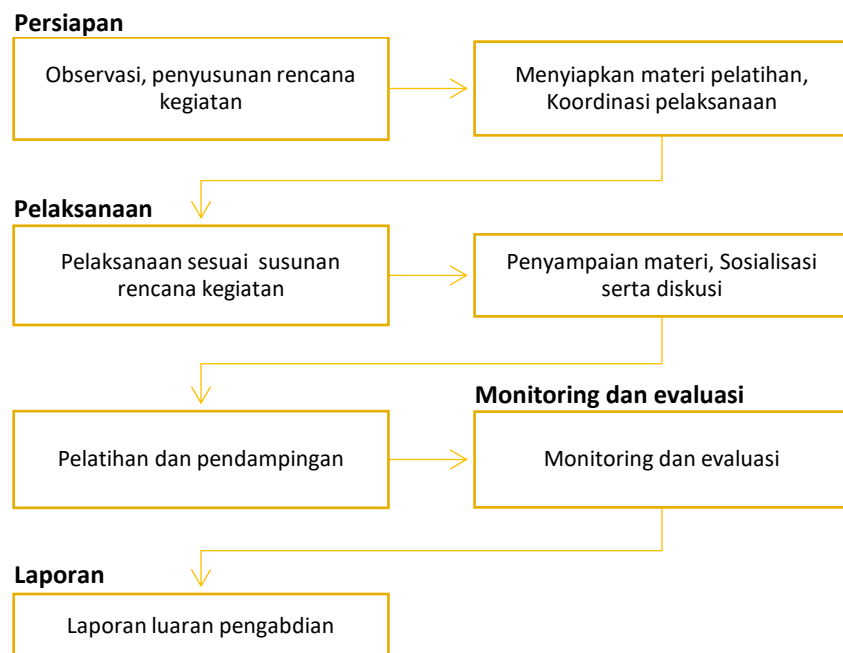 Persiapan
Observasi, penyusunan rencana
kegiatan
Menyiapkan materi pelatihan,
Koordinasi pelaksanaan
Pelaksanaan
Pelaksanaan sesuai  susunan
rencana kegiatan
Penyampaian materi, Sosialisasi
serta diskusi
Pelatihan dan pendampingan
Monitoring dan evaluasi
Monitoring dan evaluasi
Laporan
Laporan luaran pengabdian